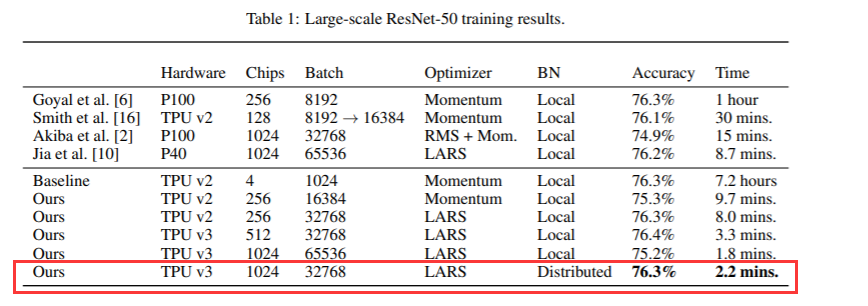 Table 1: Large-scale ResNet-50 training results.
Hardware Chips Batch Optimizer BN Accuracy Time
Goyal et al. [6] P100 256 8192 Momentum Local 76.3% 1 hour
Smith et al. [16] TPU v2 128 8192 → 16384 Momentum Local 76.1% 30 mins.
Akiba et al. [2] P100 1024 32768 RMS + Mom. Local 74.9% 15 mins.
Jia et al. [10] P40 1024 65536 LARS Local 76.2% 8.7 mins.
Baseline TPU v2 4 1024 Momentum Local 76.3% 7.2 hours
Ours TPU v2 256 16384 Momentum Local 75.3% 9.7 mins.
Ours TPU v2 256 32768 LARS Local 76.3% 8.0 mins.
Ours TPU v3 512 32768 LARS Local 76.4% 3.3 mins.
Ours TPU v3 1024 65536 LARS Local 75.2% 1.8 mins.
Ours TPU v3 1024 32768 LARS Distributed 76.3% 2.2 mins.